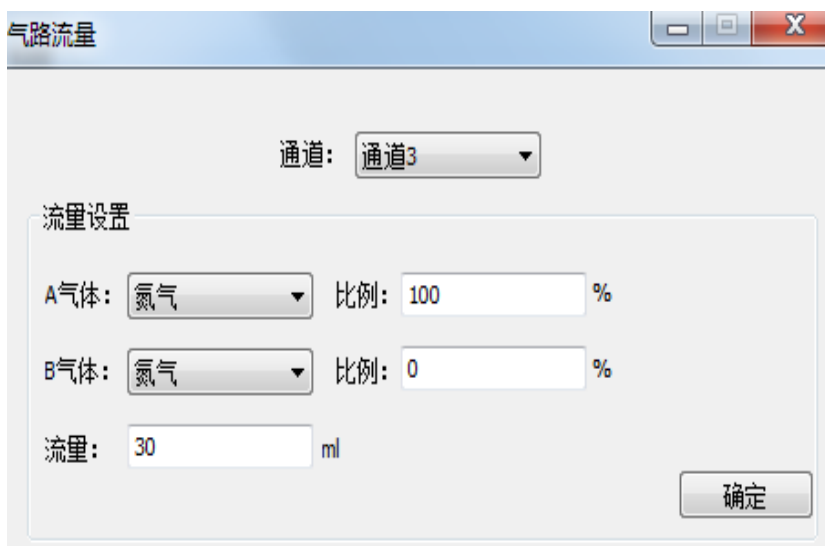 气路流量
通道： 通道3
流量设置
A气体： 氮气 比例： 100 %
B气体： 氮气 比例： 0 %
流量： 30 ml
确定